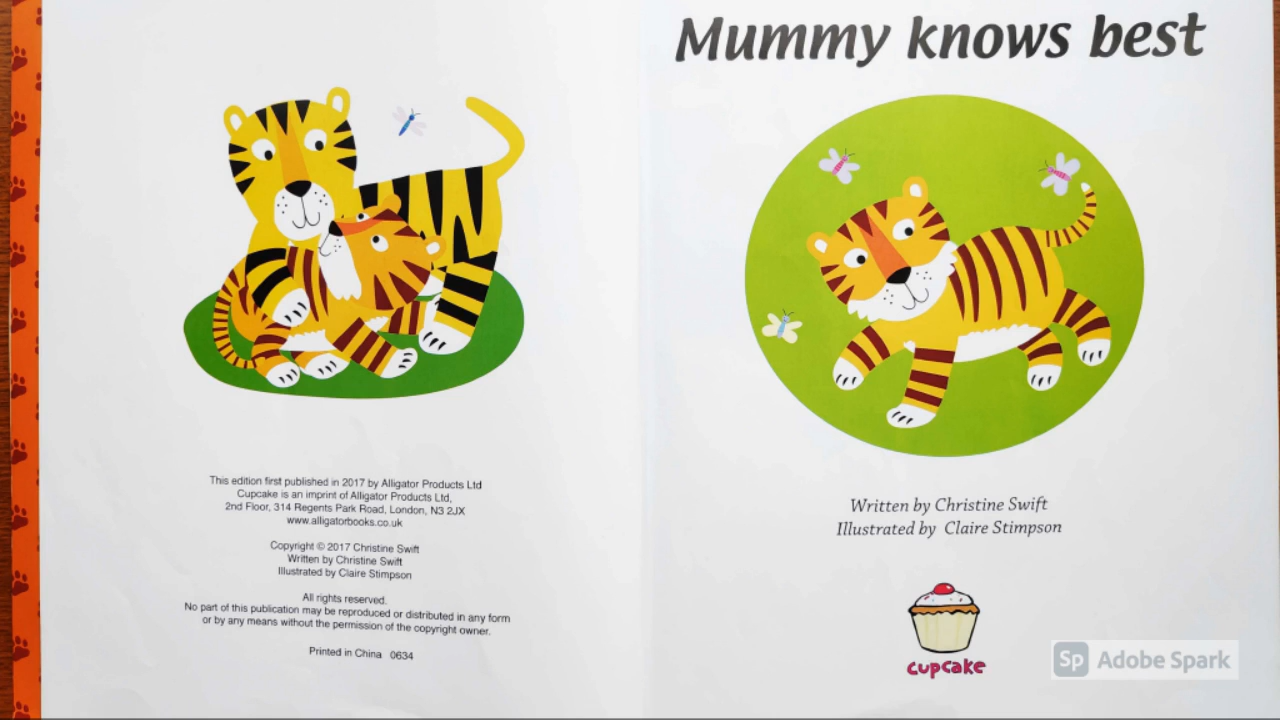 This edition first published in 2017 by Alligator Products Ltd
Cupcake is an imprint of Alligator Products Ltd,
2nd Floor, 314 Regents Park Road, London, N3 2JX
www.alligatorbooks.co.uk
Copyright © 2017 Christine Swift
Written by Christine Swift
Illustrated by Claire Stimpson
All rights reserved.
No part of this publication may be reproduced or distributed in any form
or by any means without the permission of the copyright owner.
Printed in China 0634
Mummy knows best
Written by Christine Swift
Illustrated by Claire Stimpson
cupcake
Sp Adobe Spark